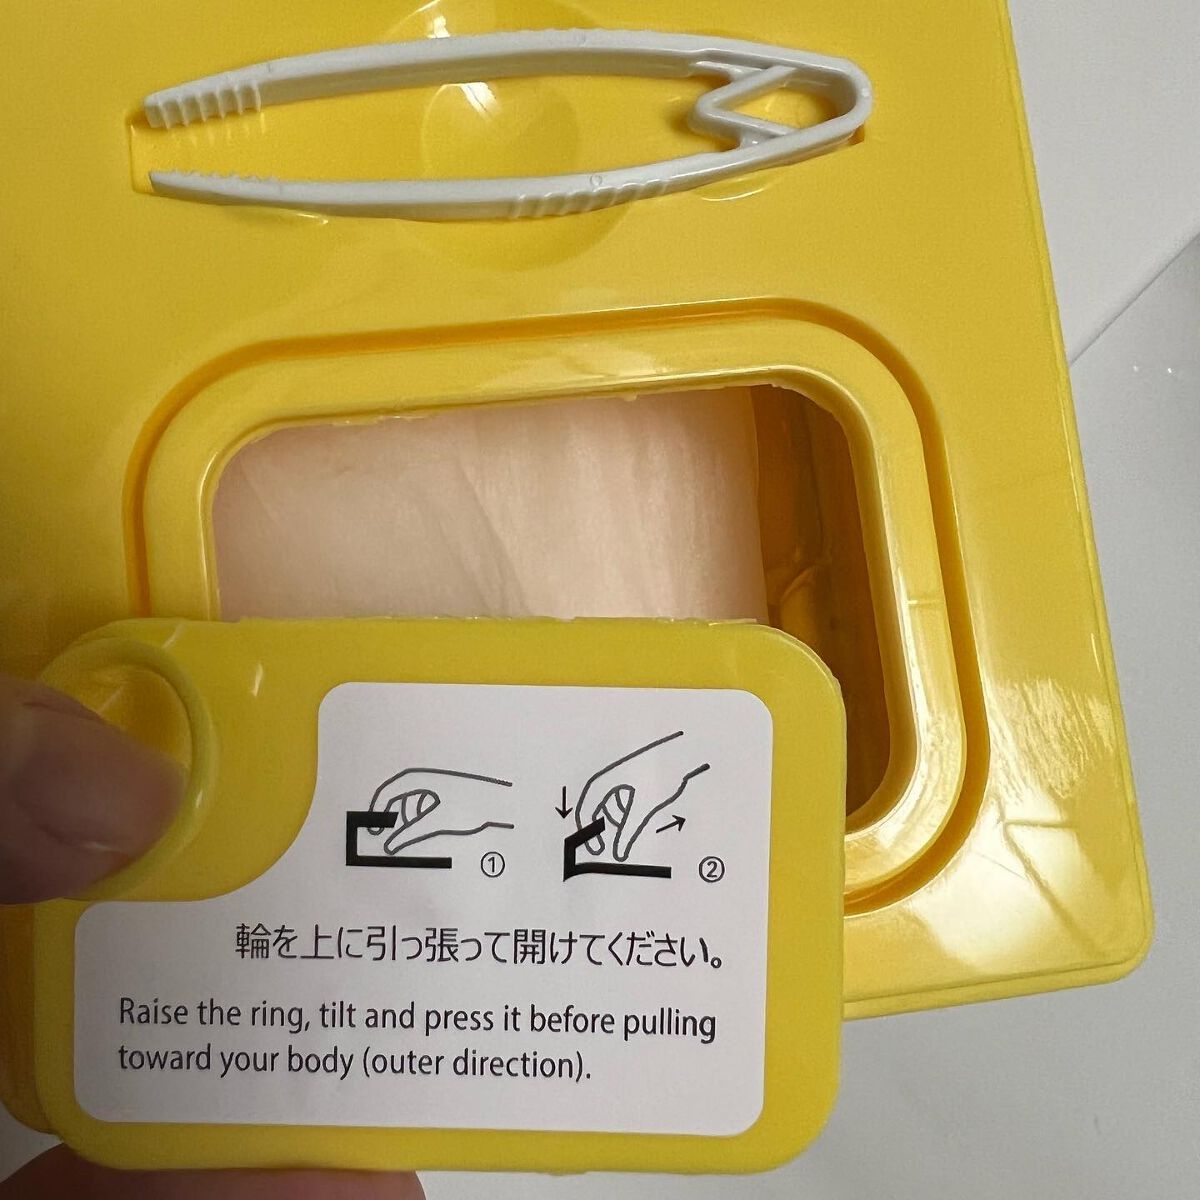 ① ②
輪を上に引っ張って開けてください。
Raise the ring, tilt and press it before pulling
toward your body (outer direction).